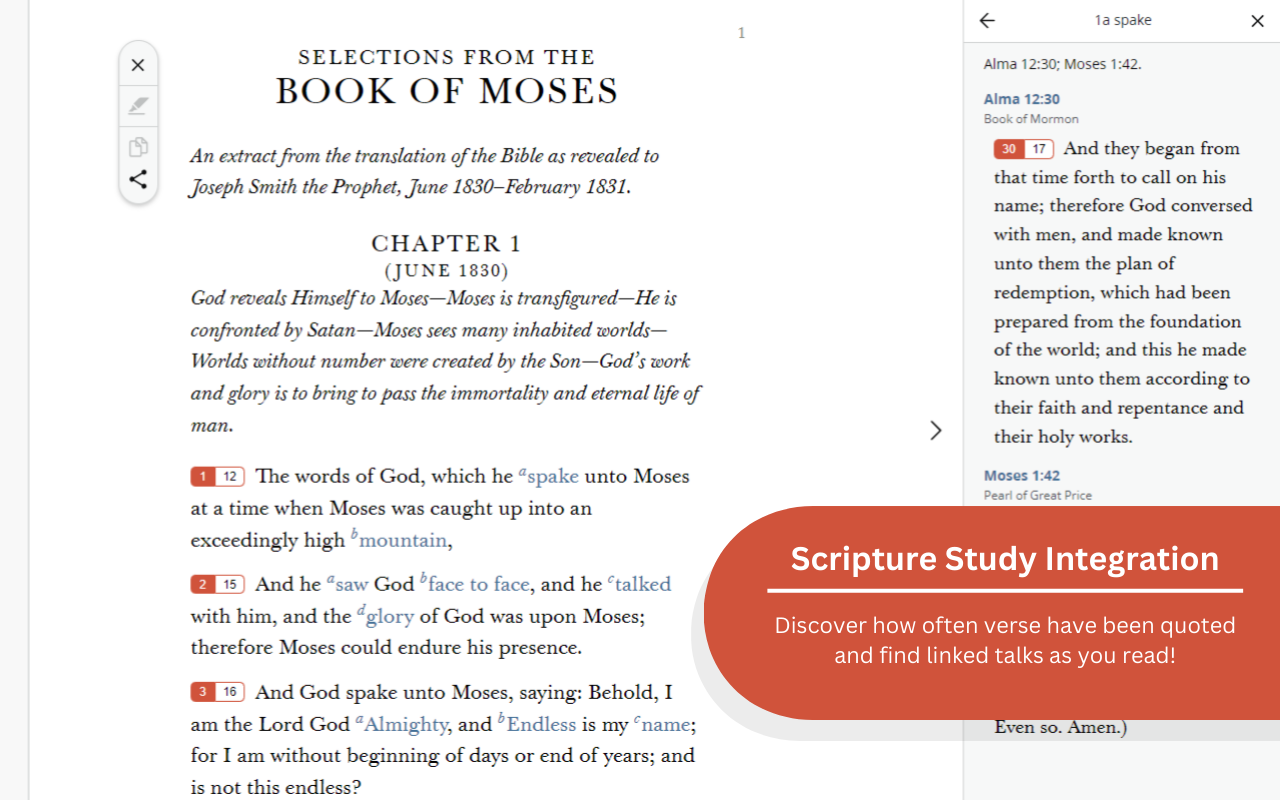 1
SELECTIONS FROM THE
BOOK OF MOSES
An extract from the translation of the Bible as revealed to
Joseph Smith the Prophet, June 1830–February 1831.
CHAPTER 1
(JUNE 1830)
God reveals Himself to Moses—Moses is transfigured—He is
confronted by Satan—Moses sees many inhabited worlds—
Worlds without number were created by the Son—God’s work
and glory is to bring to pass the immortality and eternal life of
man.
1 12 The words of God, which he a spake unto Moses
at a time when Moses was caught up into an
exceedingly high b mountain,
2 15 And he a saw God b face to face, and he c talked
with him, and the d glory of God was upon Moses;
therefore Moses could endure his presence.
3 16 And God spake unto Moses, saying: Behold, I
am the Lord God a Almighty, and b Endless is my c name;
for I am without beginning of days or end of years; and
is not this endless?
1a spake
Alma 12:30; Moses 1:42.
Alma 12:30
Book of Mormon
30 17 And they began from
that time forth to call on his
name; therefore God conversed
with men, and made known
unto them the plan of
redemption, which had been
prepared from the foundation
of the world; and this he made
known unto them according to
their faith and repentance and
their holy works.
Moses 1:42
Pearl of Great Price
Scripture Study Integration
Discover how often verse have been quoted
and find linked talks as you read!
Even so. Amen.)